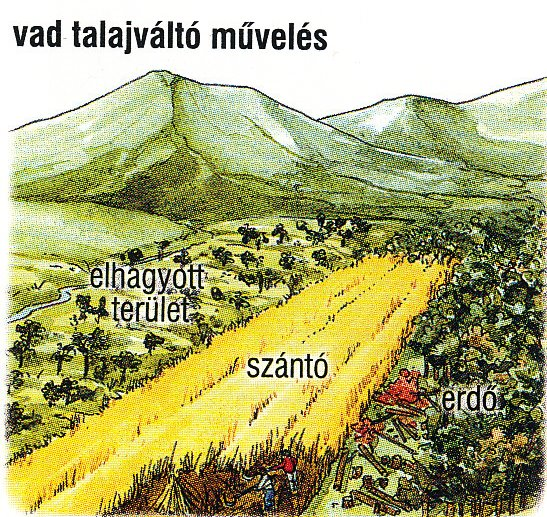 vad talajváltó művelés
elhagyott
terület
szántó
erdő